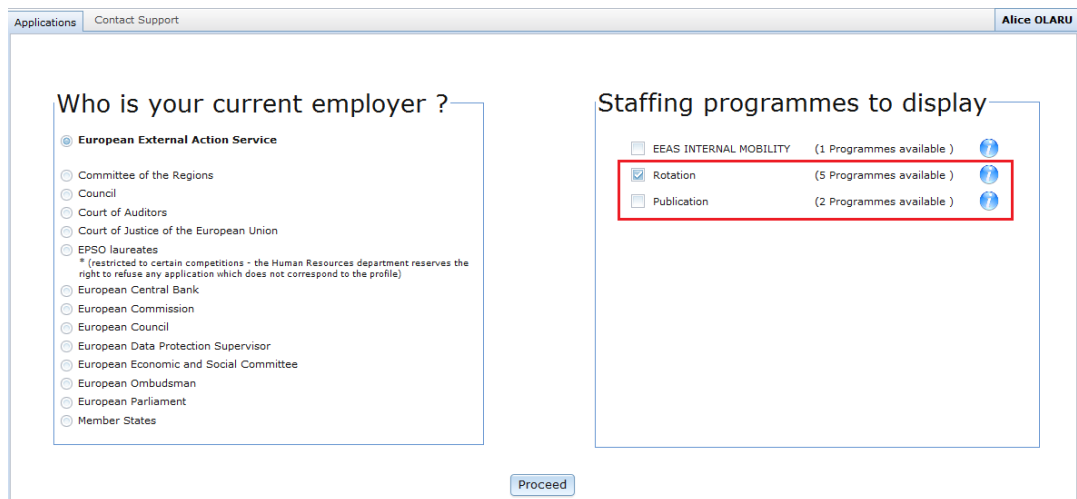 Applications
Contact Support
Alice OLARU
Who is your current employer ?
European External Action Service
Committee of the Regions
Council
Court of Auditors
Court of Justice of the European Union
EPSO laureates
* (restricted to certain competitions - the Human Resources department reserves the
right to refuse any application which does not correspond to the profile)
European Central Bank
European Commission
European Council
European Data Protection Supervisor
European Economic and Social Committee
European Ombudsman
European Parliament
Member States
Staffing programmes to display
EEAS INTERNAL MOBILITY (1 Programmes available )
Rotation (5 Programmes available )
Publication (2 Programmes available )
Proceed